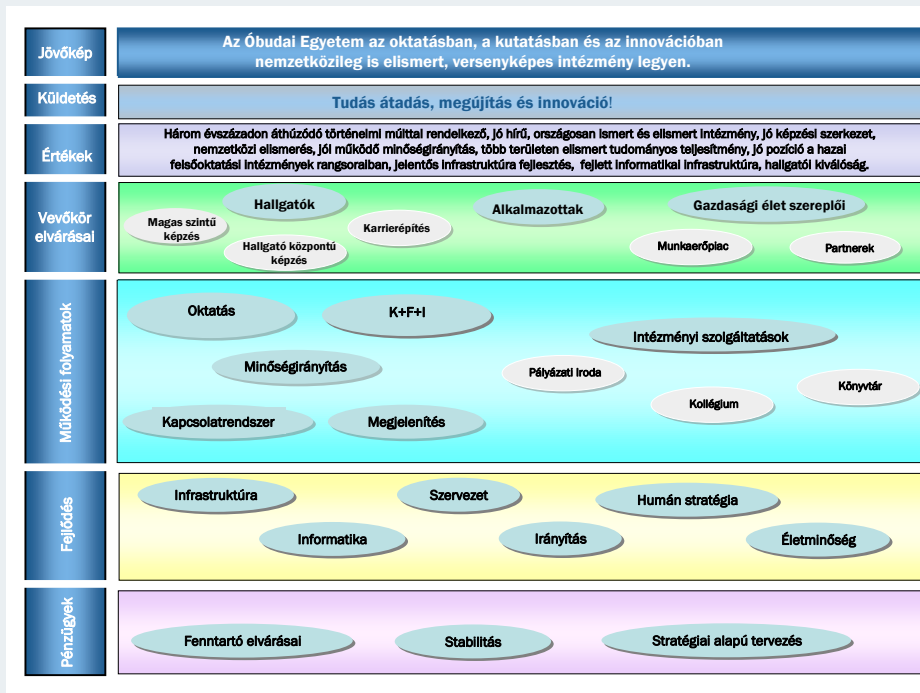 Jövőkép
Az Óbudai Egyetem az oktatásban, a kutatásban és az innovációban
nemzetközileg is elismert, versenyképes intézmény legyen.
Küldetés
Tudás átadás, megújítás és innováció!
Értékek
Három évszázadon áthúzódó történelmi múlttal rendelkező, jó hírű, országosan ismert és elismert intézmény, jó képzési szerkezet,
nemzetközi elismerés, jól működő minőségirányítás, több területen elismert tudományos teljesítmény, jó pozíció a hazai
felsőoktatási intézmények rangsoraiban, jelentős infrastruktúra fejlesztés, fejlett informatikai infrastruktúra, hallgatói kiválóság.
Vevőkör
elvárásai
Hallgatók
Alkalmazottak
Gazdasági élet szereplői
Magas szintű
képzés
Karrierépítés
Hallgató központú
képzés
Munkaerőpiac
Partnerek
Működési folyamatok
Oktatás
K+F+I
Intézményi szolgáltatások
Minőségirányítás
Pályázati Iroda
Könyvtár
Kollégium
Kapcsolatrendszer
Megjelenítés
Fejlődés
Infrastruktúra
Szervezet
Humán stratégia
Informatika
Irányítás
Életminőség
Pénzügyek
Fenntartó elvárásai
Stabilitás
Stratégiai alapú tervezés